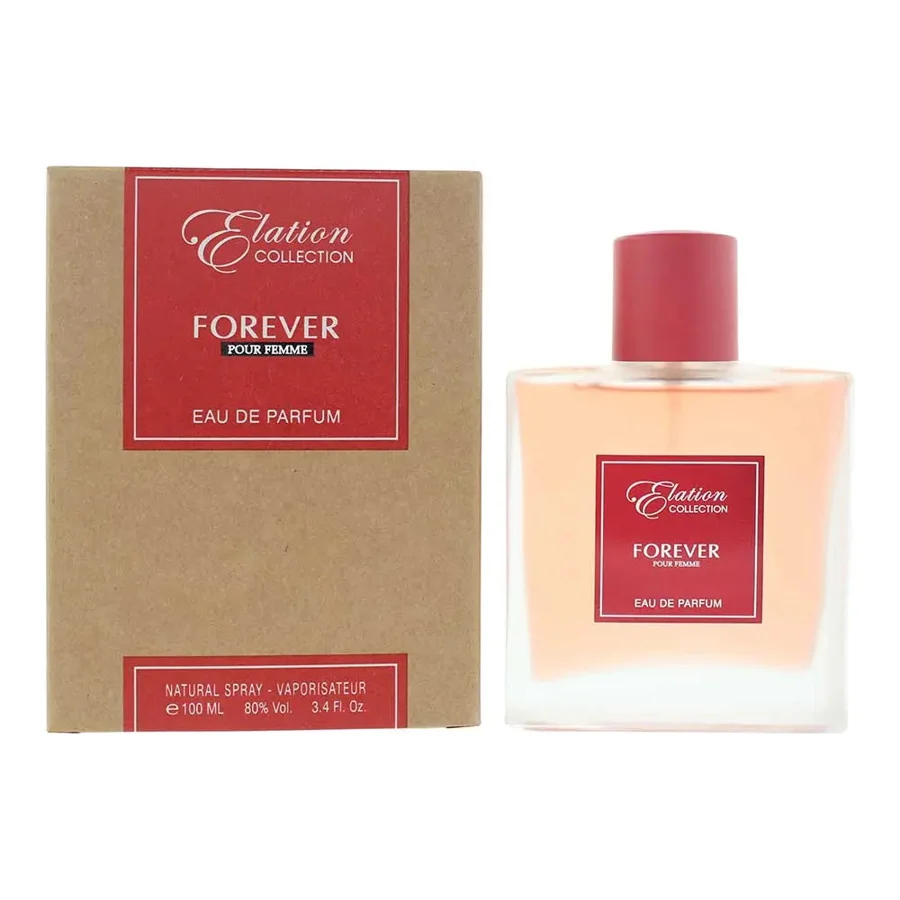 Elation
COLLECTION
FOREVER
POUR FEMME
EAU DE PARFUM
NATURAL SPRAY - VAPORISATEUR
℮ 100 ML 80% Vol. 3.4 Fl. Oz.
Elation
COLLECTION
FOREVER
POUR FEMME
EAU DE PARFUM